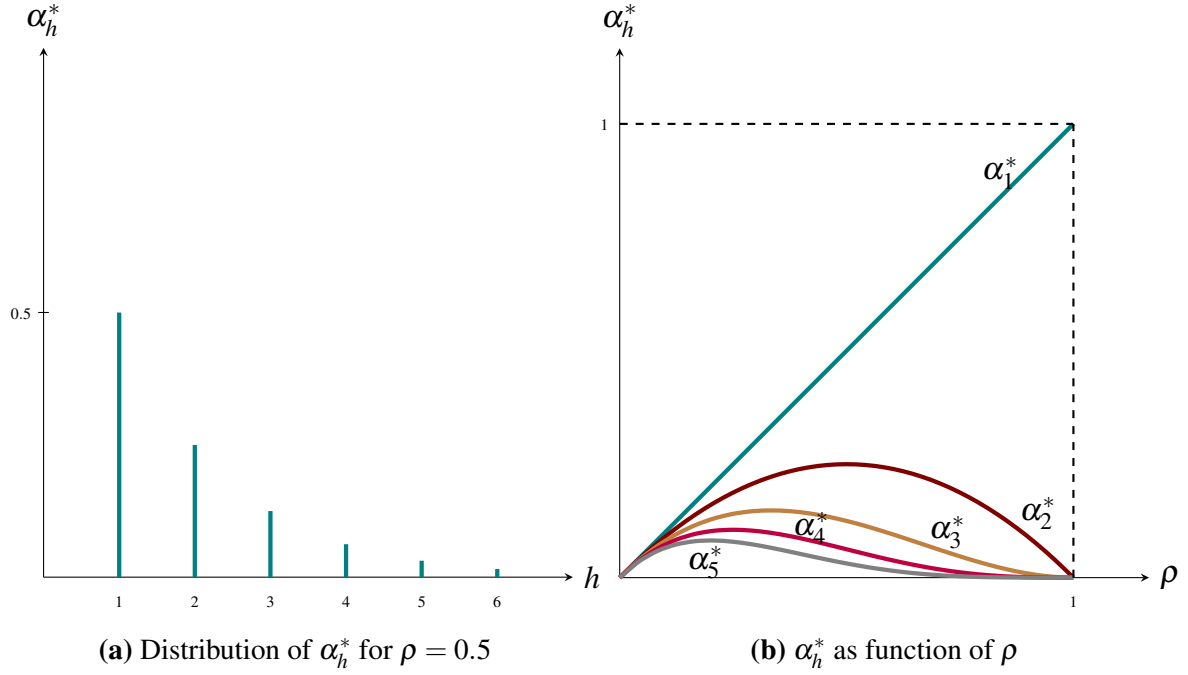 α*_h
0.5
1 2 3 4 5 6
h
(a) Distribution of α*_h for ρ = 0.5
α*_h
1
α*_1
α*_2
α*_3
α*_4
α*_5
1
ρ
(b) α*_h as function of ρ